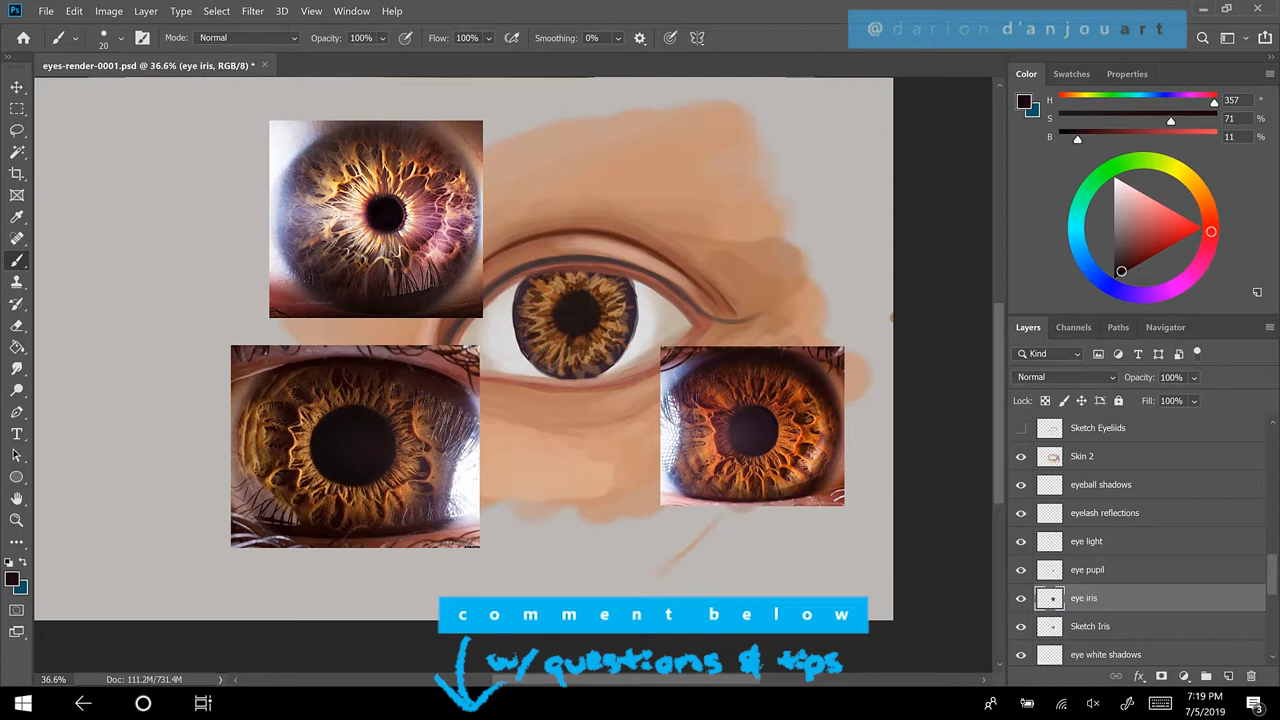 File Edit Image Layer Type Select Filter 3D View Window Help
@dariond'anjouart
20 Mode: Normal Opacity: 100% Flow: 100% Smoothing: 0%
eyes-render-0001.psd @ 36.6% (eye iris, RGB/8) *
Color Swatches Properties
H 357 °
S 71 %
B 11 %
Layers Channels Paths Navigator
Kind
Normal Opacity: 100%
Lock: Fill: 100%
Sketch Eyeliids
Skin 2
eyeball shadows
eyelash reflections
eye light
eye pupil
eye iris
Sketch Iris
eye white shadows
comment below
w/ questions & tips
36.6% Doc: 111.2M/731.4M
7:19 PM
7/5/2019
3